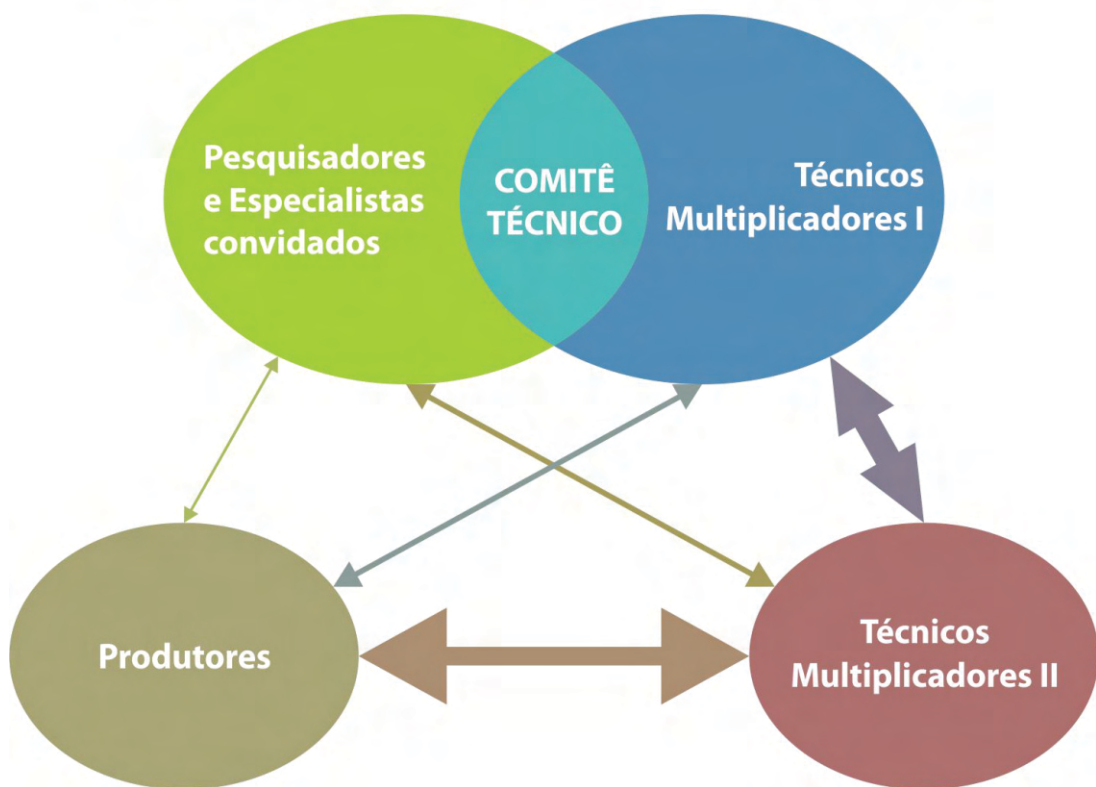 Pesquisadores
e Especialistas
convidados
COMITÊ
TÉCNICO
Técnicos
Multiplicadores I
Produtores
Técnicos
Multiplicadores II